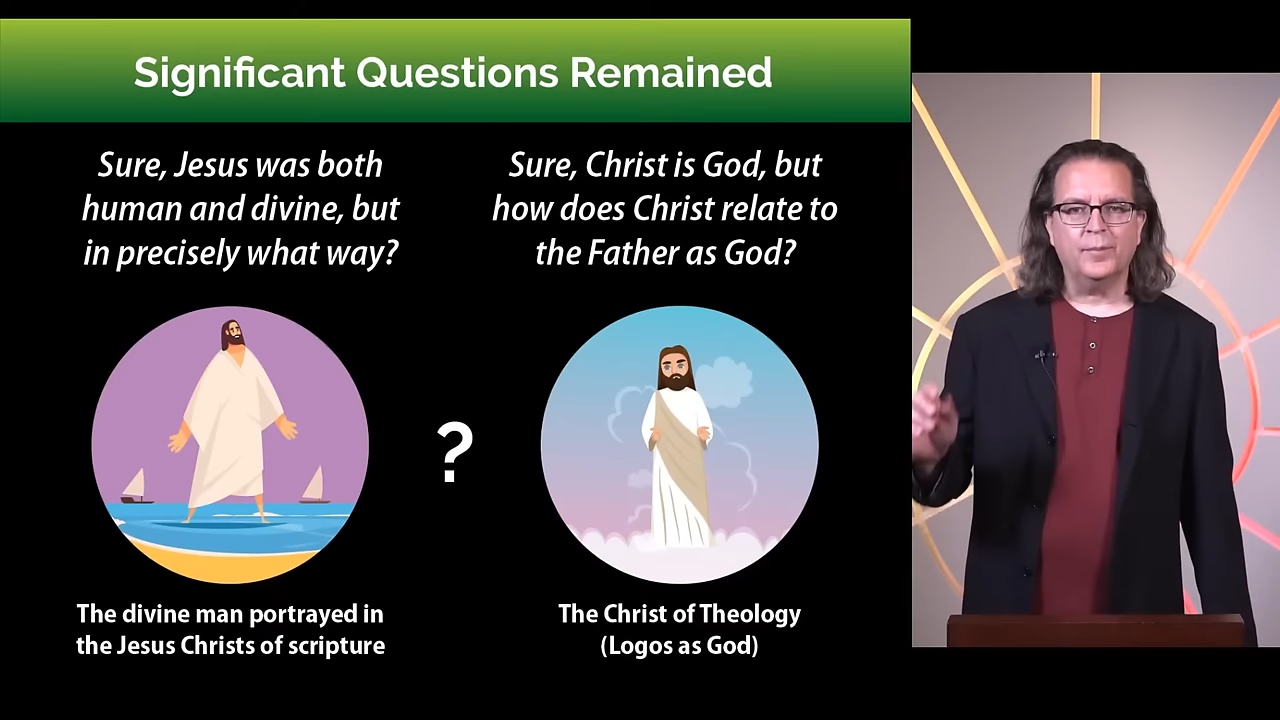 Significant Questions Remained
Sure, Jesus was both
human and divine, but
in precisely what way?
Sure, Christ is God, but
how does Christ relate to
the Father as God?
?
The divine man portrayed in
the Jesus Christs of scripture
The Christ of Theology
(Logos as God)